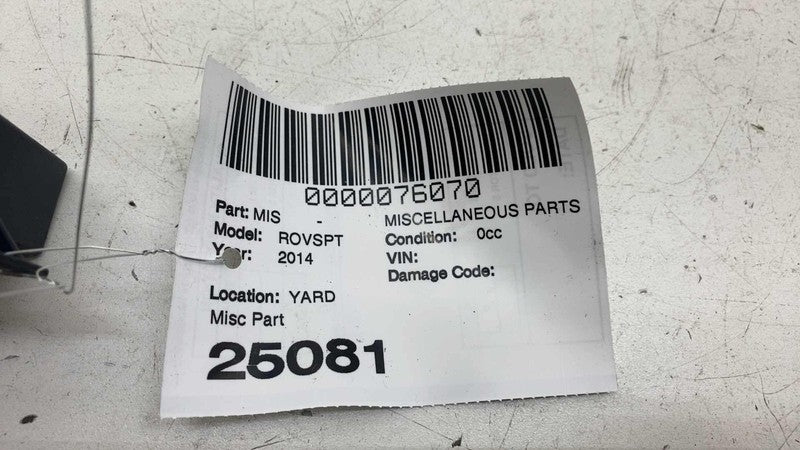 0000076070
Part: MIS - MISCELLANEOUS PARTS
Model: ROVSPT Condition: 0cc
Year: 2014 VIN:
Damage Code:
Location: YARD
Misc Part
25081